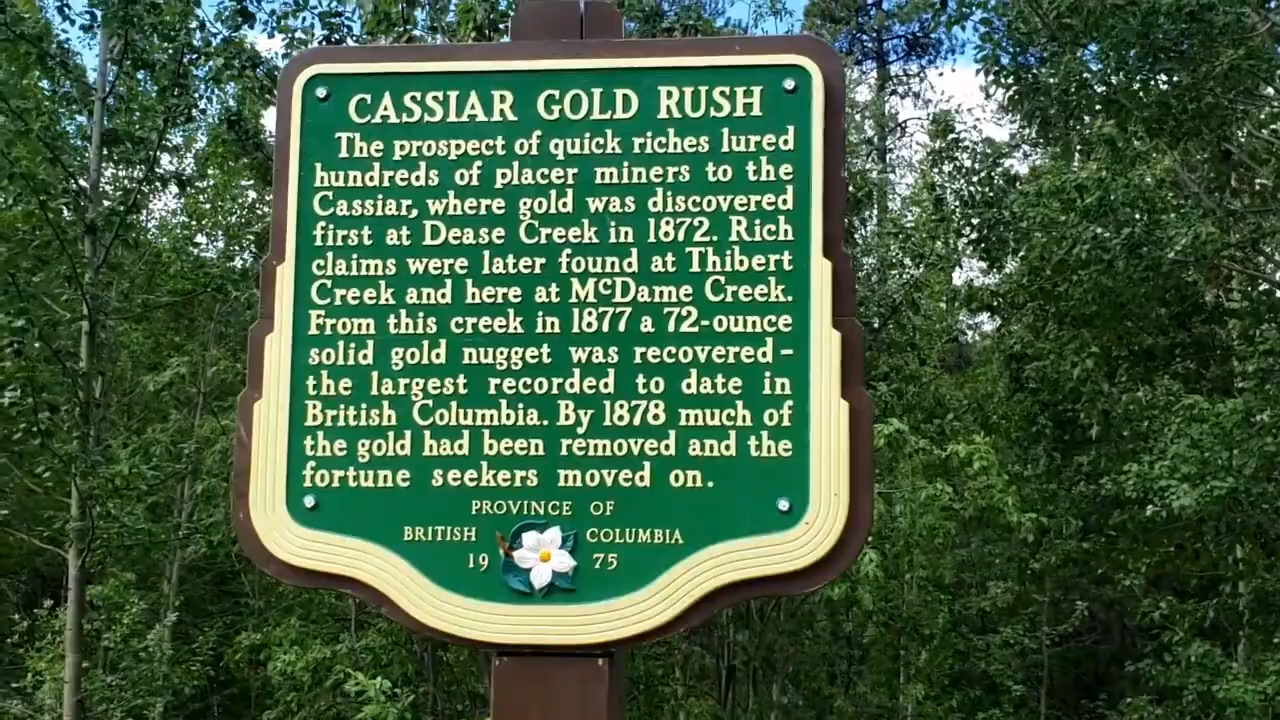 CASSIAR GOLD RUSH
The prospect of quick riches lured
hundreds of placer miners to the
Cassiar, where gold was discovered
first at Dease Creek in 1872. Rich
claims were later found at Thibert
Creek and here at McDame Creek.
From this creek in 1877 a 72-ounce
solid gold nugget was recovered-
the largest recorded to date in
British Columbia. By 1878 much of
the gold had been removed and the
fortune seekers moved on.
PROVINCE OF
BRITISH COLUMBIA
19 75